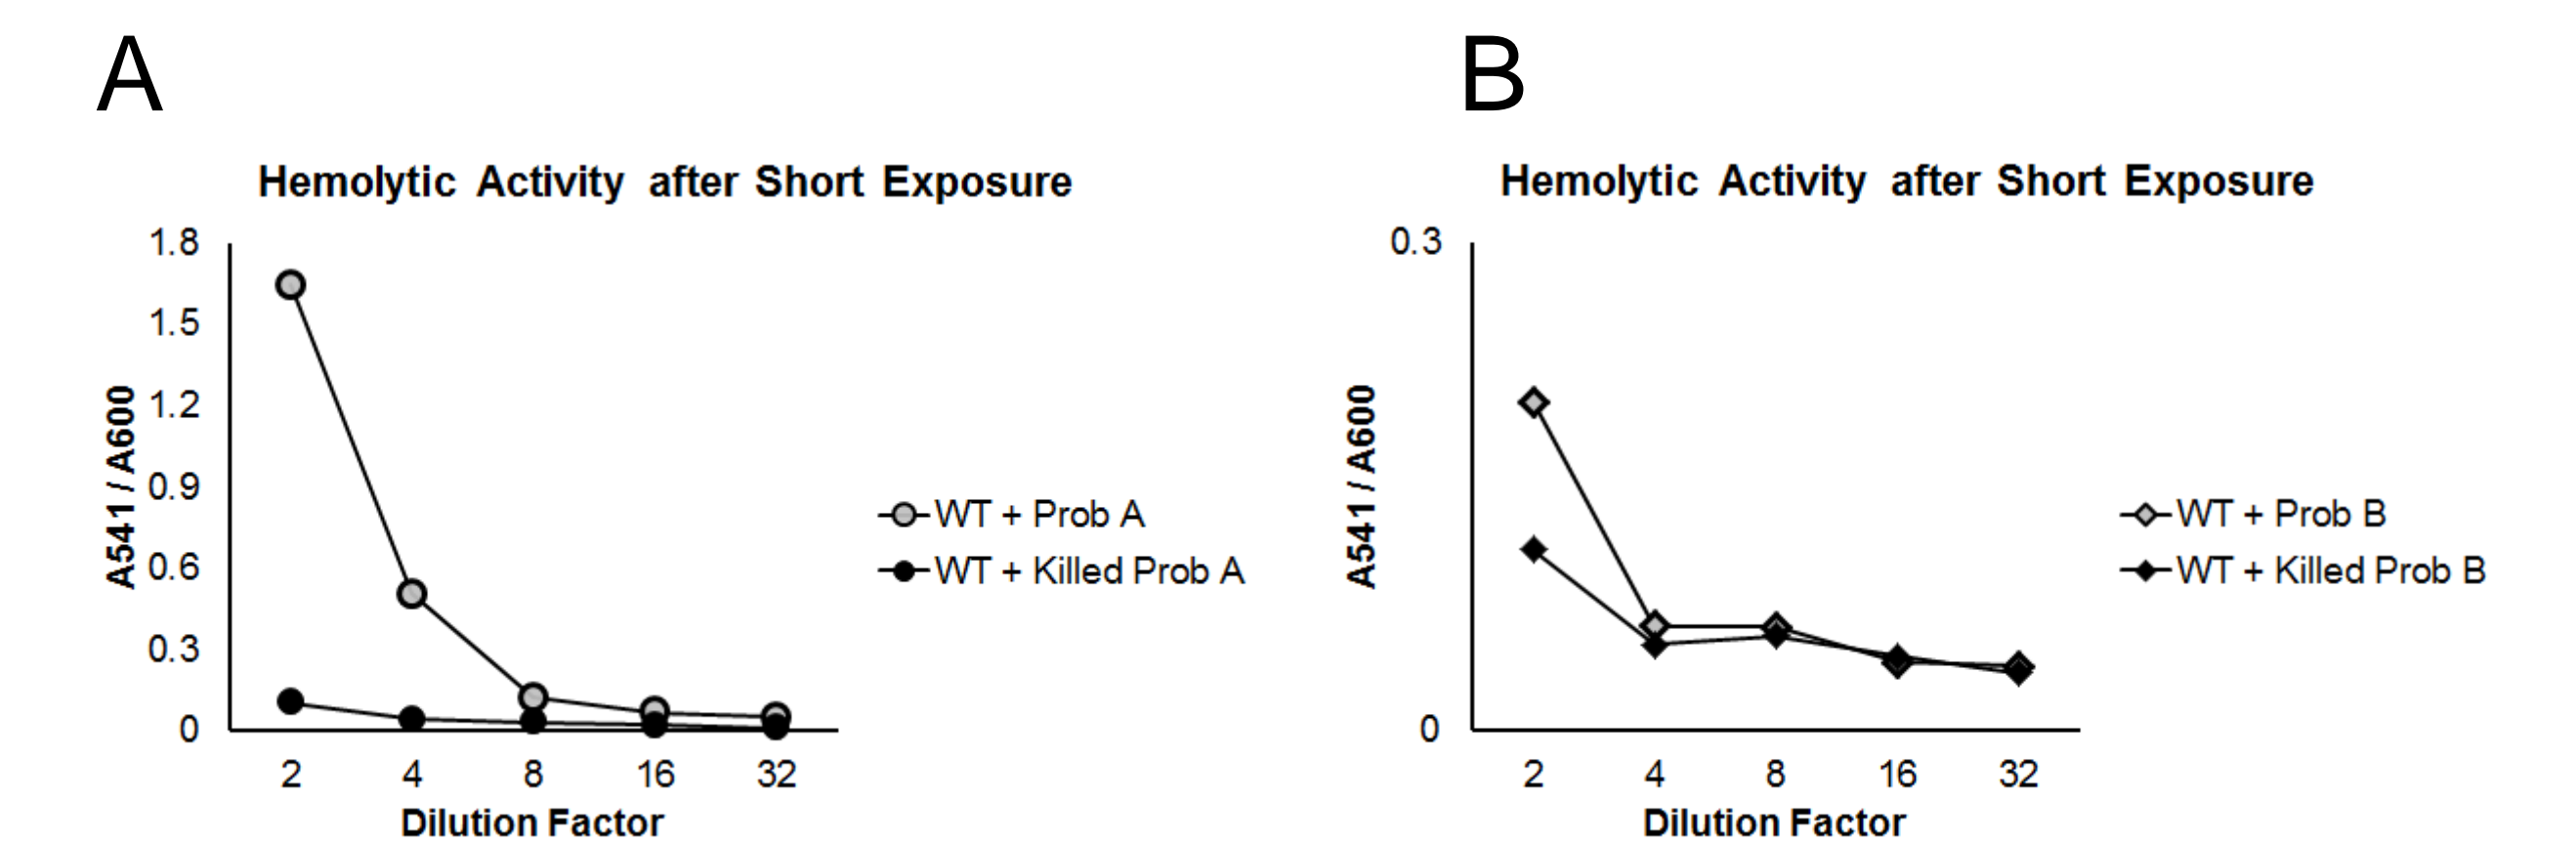 A
Hemolytic Activity after Short Exposure
1.8
1.5
1.2
0.9
0.6
0.3
0
A541 / A600
2 4 8 16 32
Dilution Factor
WT + Prob A
WT + Killed Prob A
B
Hemolytic Activity after Short Exposure
0.3
0
A541 / A600
2 4 8 16 32
Dilution Factor
WT + Prob B
WT + Killed Prob B